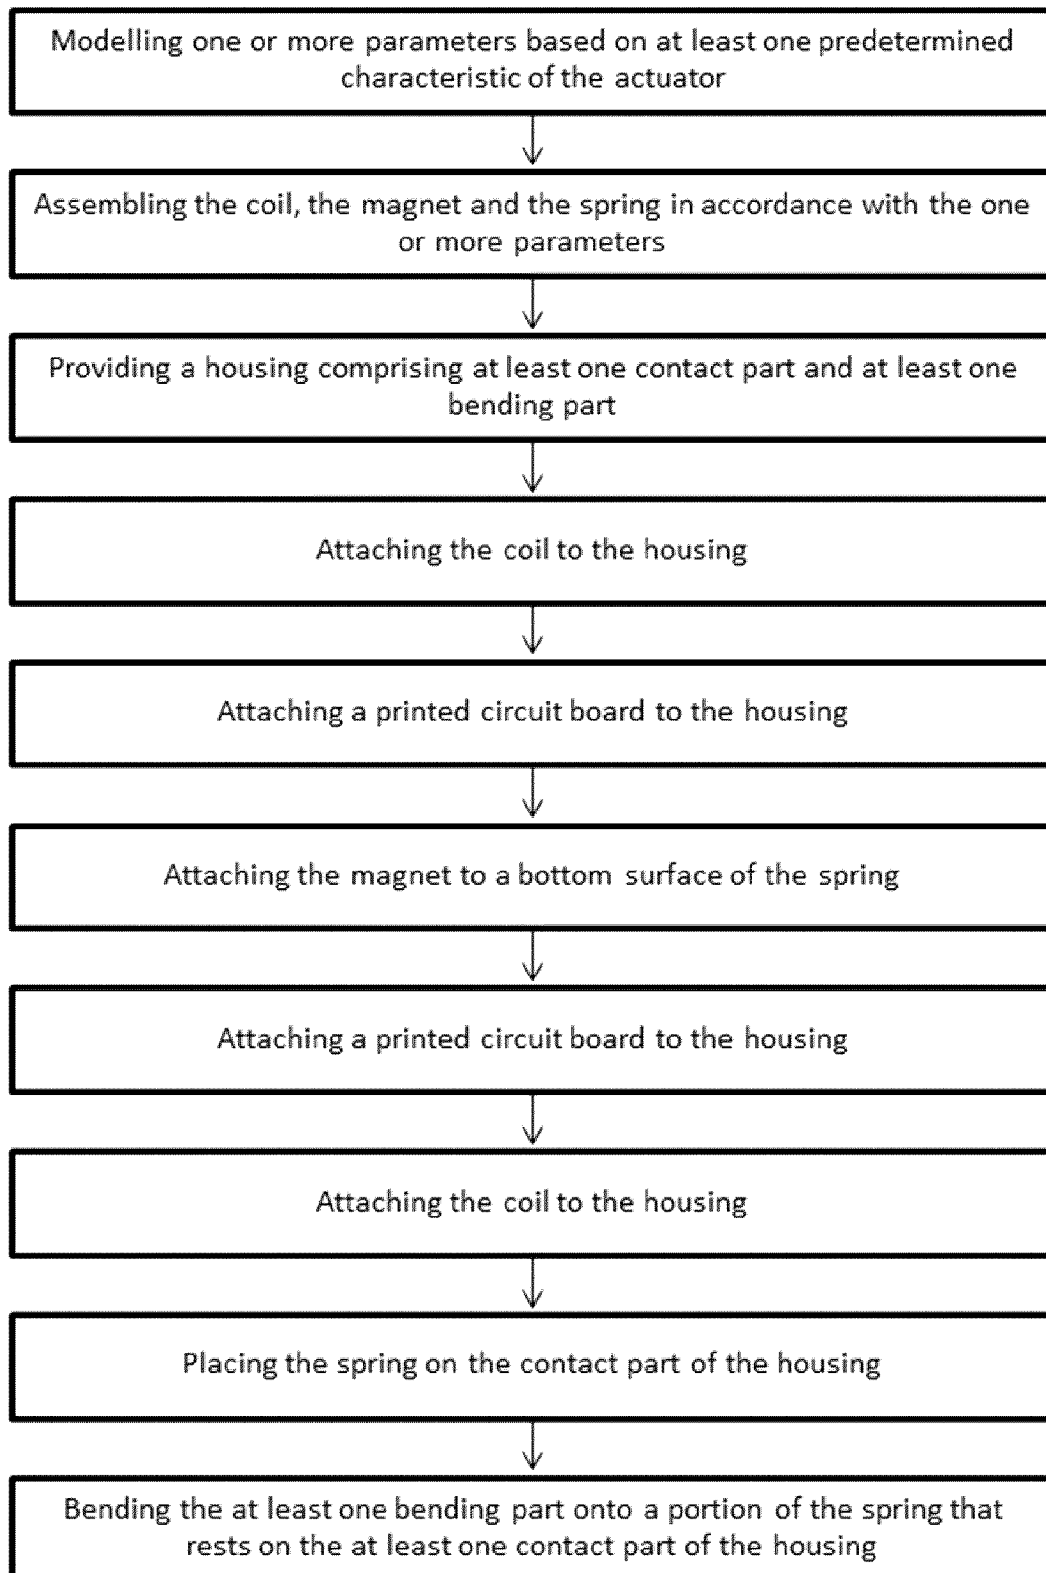 Modelling one or more parameters based on at least one predetermined
characteristic of the actuator
Assembling the coil, the magnet and the spring in accordance with the one
or more parameters
Providing a housing comprising at least one contact part and at least one
bending part
Attaching the coil to the housing
Attaching a printed circuit board to the housing
Attaching the magnet to a bottom surface of the spring
Attaching a printed circuit board to the housing
Attaching the coil to the housing
Placing the spring on the contact part of the housing
Bending the at least one bending part onto a portion of the spring that
rests on the at least one contact part of the housing